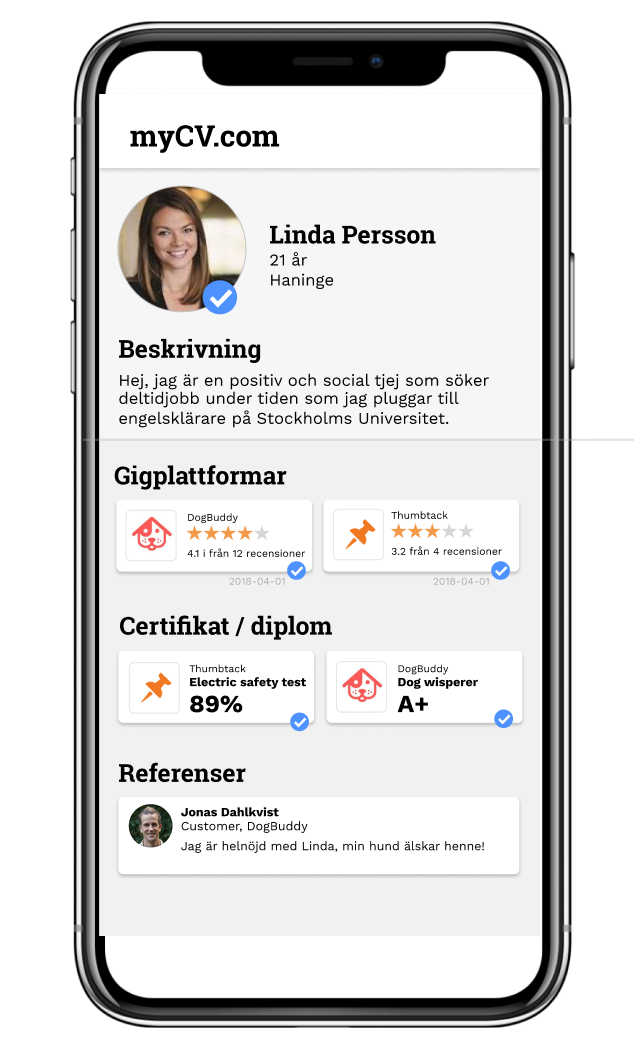 myCV.com
Linda Persson
21 år
Haninge
Beskrivning
Hej, jag är en positiv och social tjej som söker
deltidjobb under tiden som jag pluggar till
engelsklärare på Stockholms Universitet.
Gigplattformar
DogBuddy
4.1 i från 12 recensioner
2018-04-01
Thumbtack
3.2 från 4 recensioner
2018-04-01
Certifikat / diplom
Thumbtack
Electric safety test
89%
DogBuddy
Dog wisperer
A+
Referenser
Jonas Dahlkvist
Customer, DogBuddy
Jag är helnöjd med Linda, min hund älskar henne!